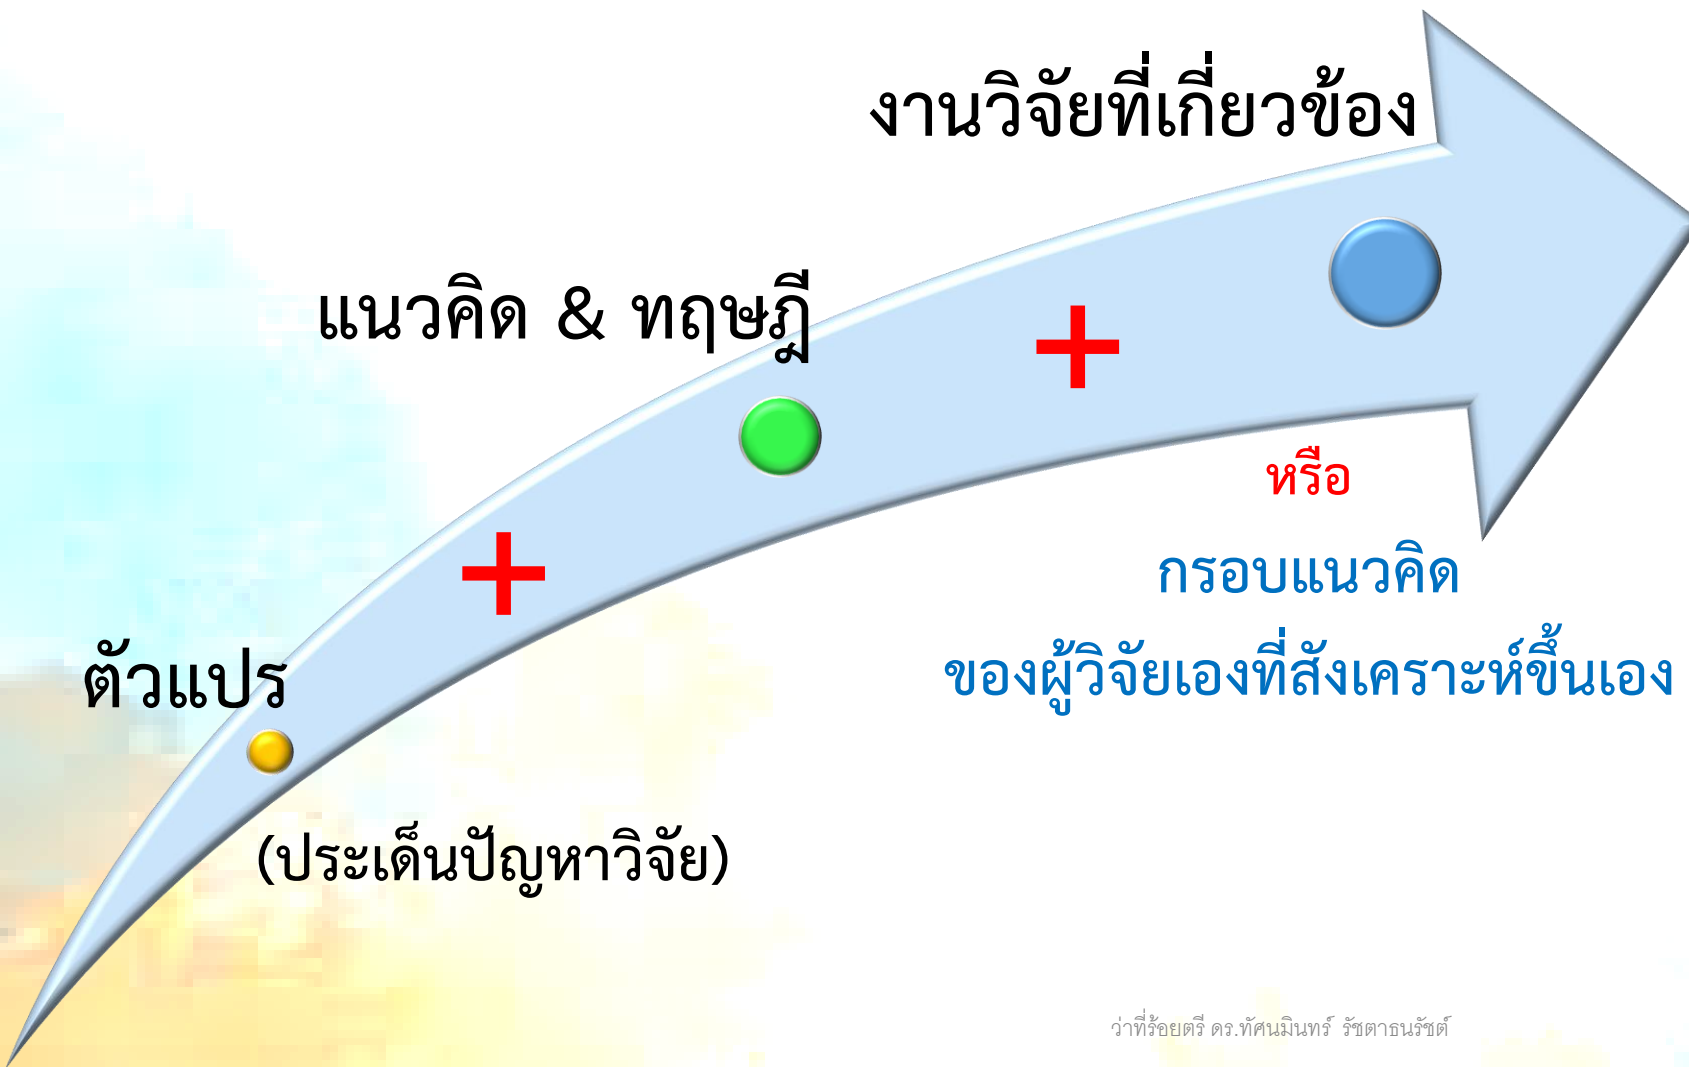 งานวิจัยที่เกี่ยวข้อง
แนวคิด & ทฤษฎี
+
หรือ
+
กรอบแนวคิด
ของผู้วิจัยเองที่สังเคราะห์ขึ้นเอง
ตัวแปร
(ประเด็นปัญหาวิจัย)
ว่าที่ร้อยตรี ดร.ทัศนมินทร์ รัชตาธนรัชต์